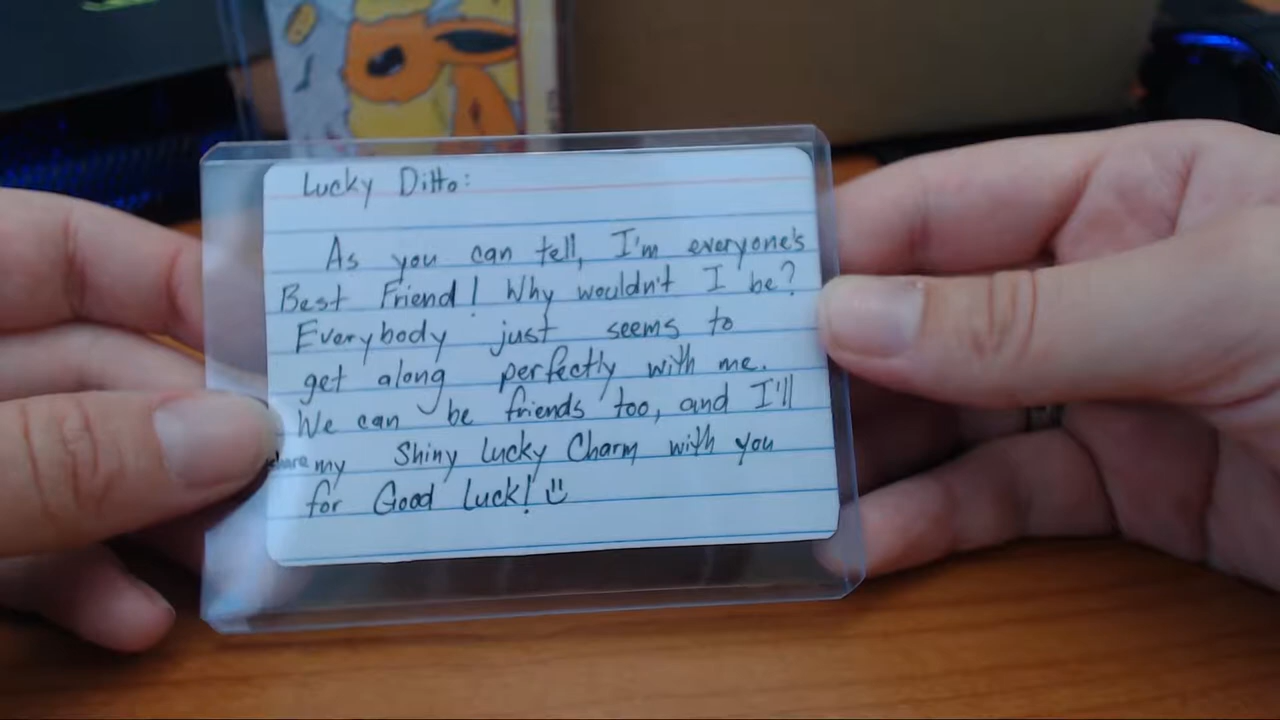 Lucky Ditto:
As you can tell, I'm everyone's
Best Friend! Why wouldn't I be?
Everybody just seems to
get along perfectly with me.
We can be friends too, and I'll
share my Shiny Lucky Charm with you
for Good Luck!